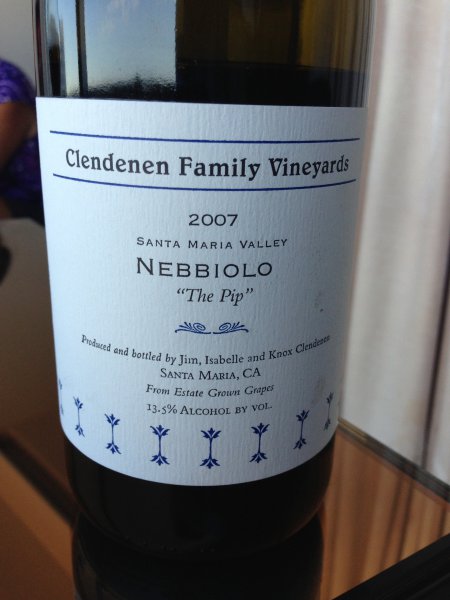 Clendenen Family Vineyards
2007
Santa Maria Valley
Nebbiolo
“The Pip”
Produced and bottled by Jim, Isabelle and Knox Clendenen
Santa Maria, CA
From Estate Grown Grapes
13.5% Alcohol by vol.